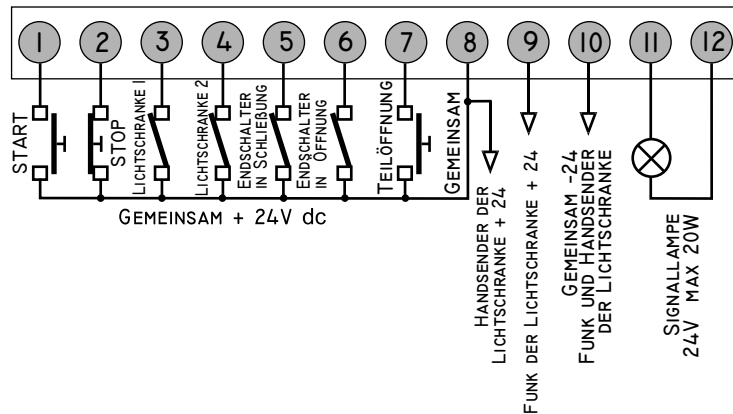 1 2 3 4 5 6 7 8 9 10 11 12
START
STOP
LICHTSCHRANKE 1
LICHTSCHRANKE 2
ENDSCHALTER
IN SCHLIEßUNG
ENDSCHALTER
IN ÖFFNUNG
TEILÖFFNUNG
GEMEINSAM
GEMEINSAM + 24V dc
HANDSENDER DER
LICHTSCHRANKE + 24
FUNK DER LICHTSCHRANKE + 24
GEMEINSAM -24
FUNK UND HANDSENDER
DER LICHTSCHRANKE
SIGNALLAMPE
24V MAX 20W